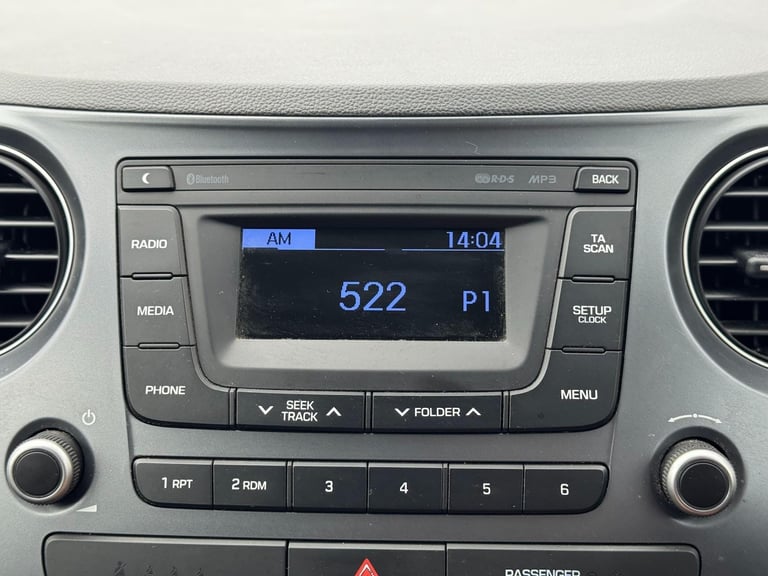 Bluetooth R·D·S MP3 BACK
RADIO AM 14:04 TA SCAN
MEDIA 522 P1 SETUP CLOCK
PHONE SEEK TRACK FOLDER MENU
1 RPT 2 RDM 3 4 5 6
PASSENGER